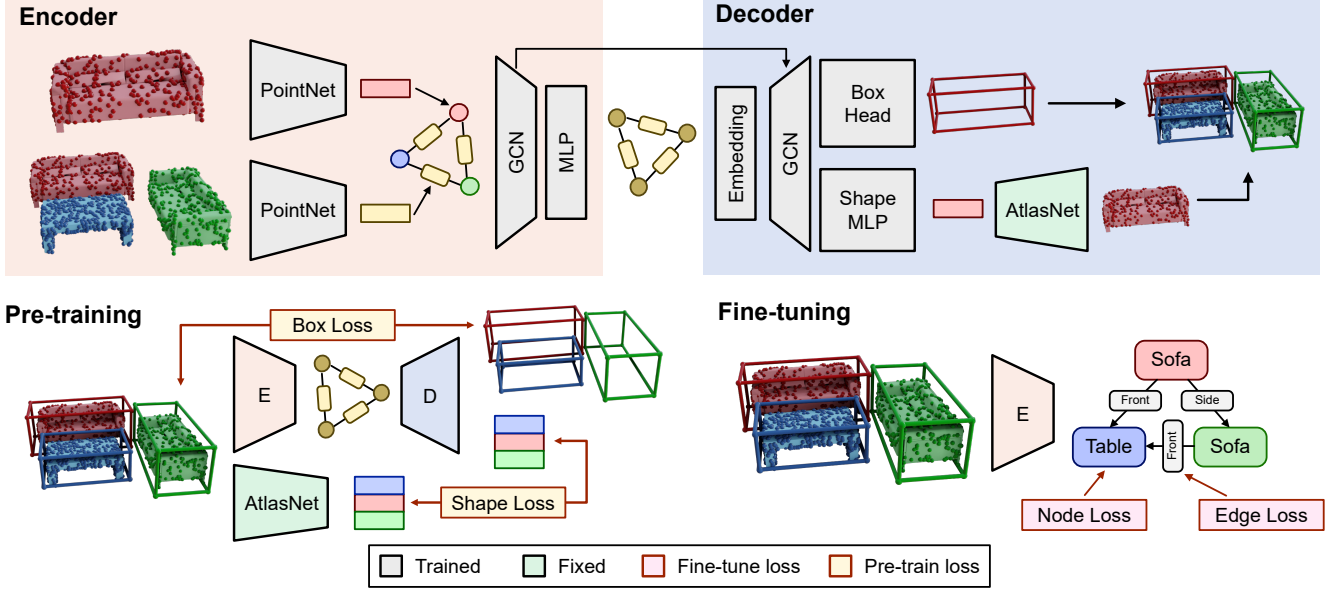 Encoder
PointNet
PointNet
GCN
MLP
Decoder
Embedding
GCN
Box
Head
Shape
MLP
AtlasNet
Pre-training
Box Loss
E
D
AtlasNet
Shape Loss
Fine-tuning
E
Sofa
Front
Side
Table
Front
Sofa
Node Loss
Edge Loss
Trained
Fixed
Fine-tune loss
Pre-train loss